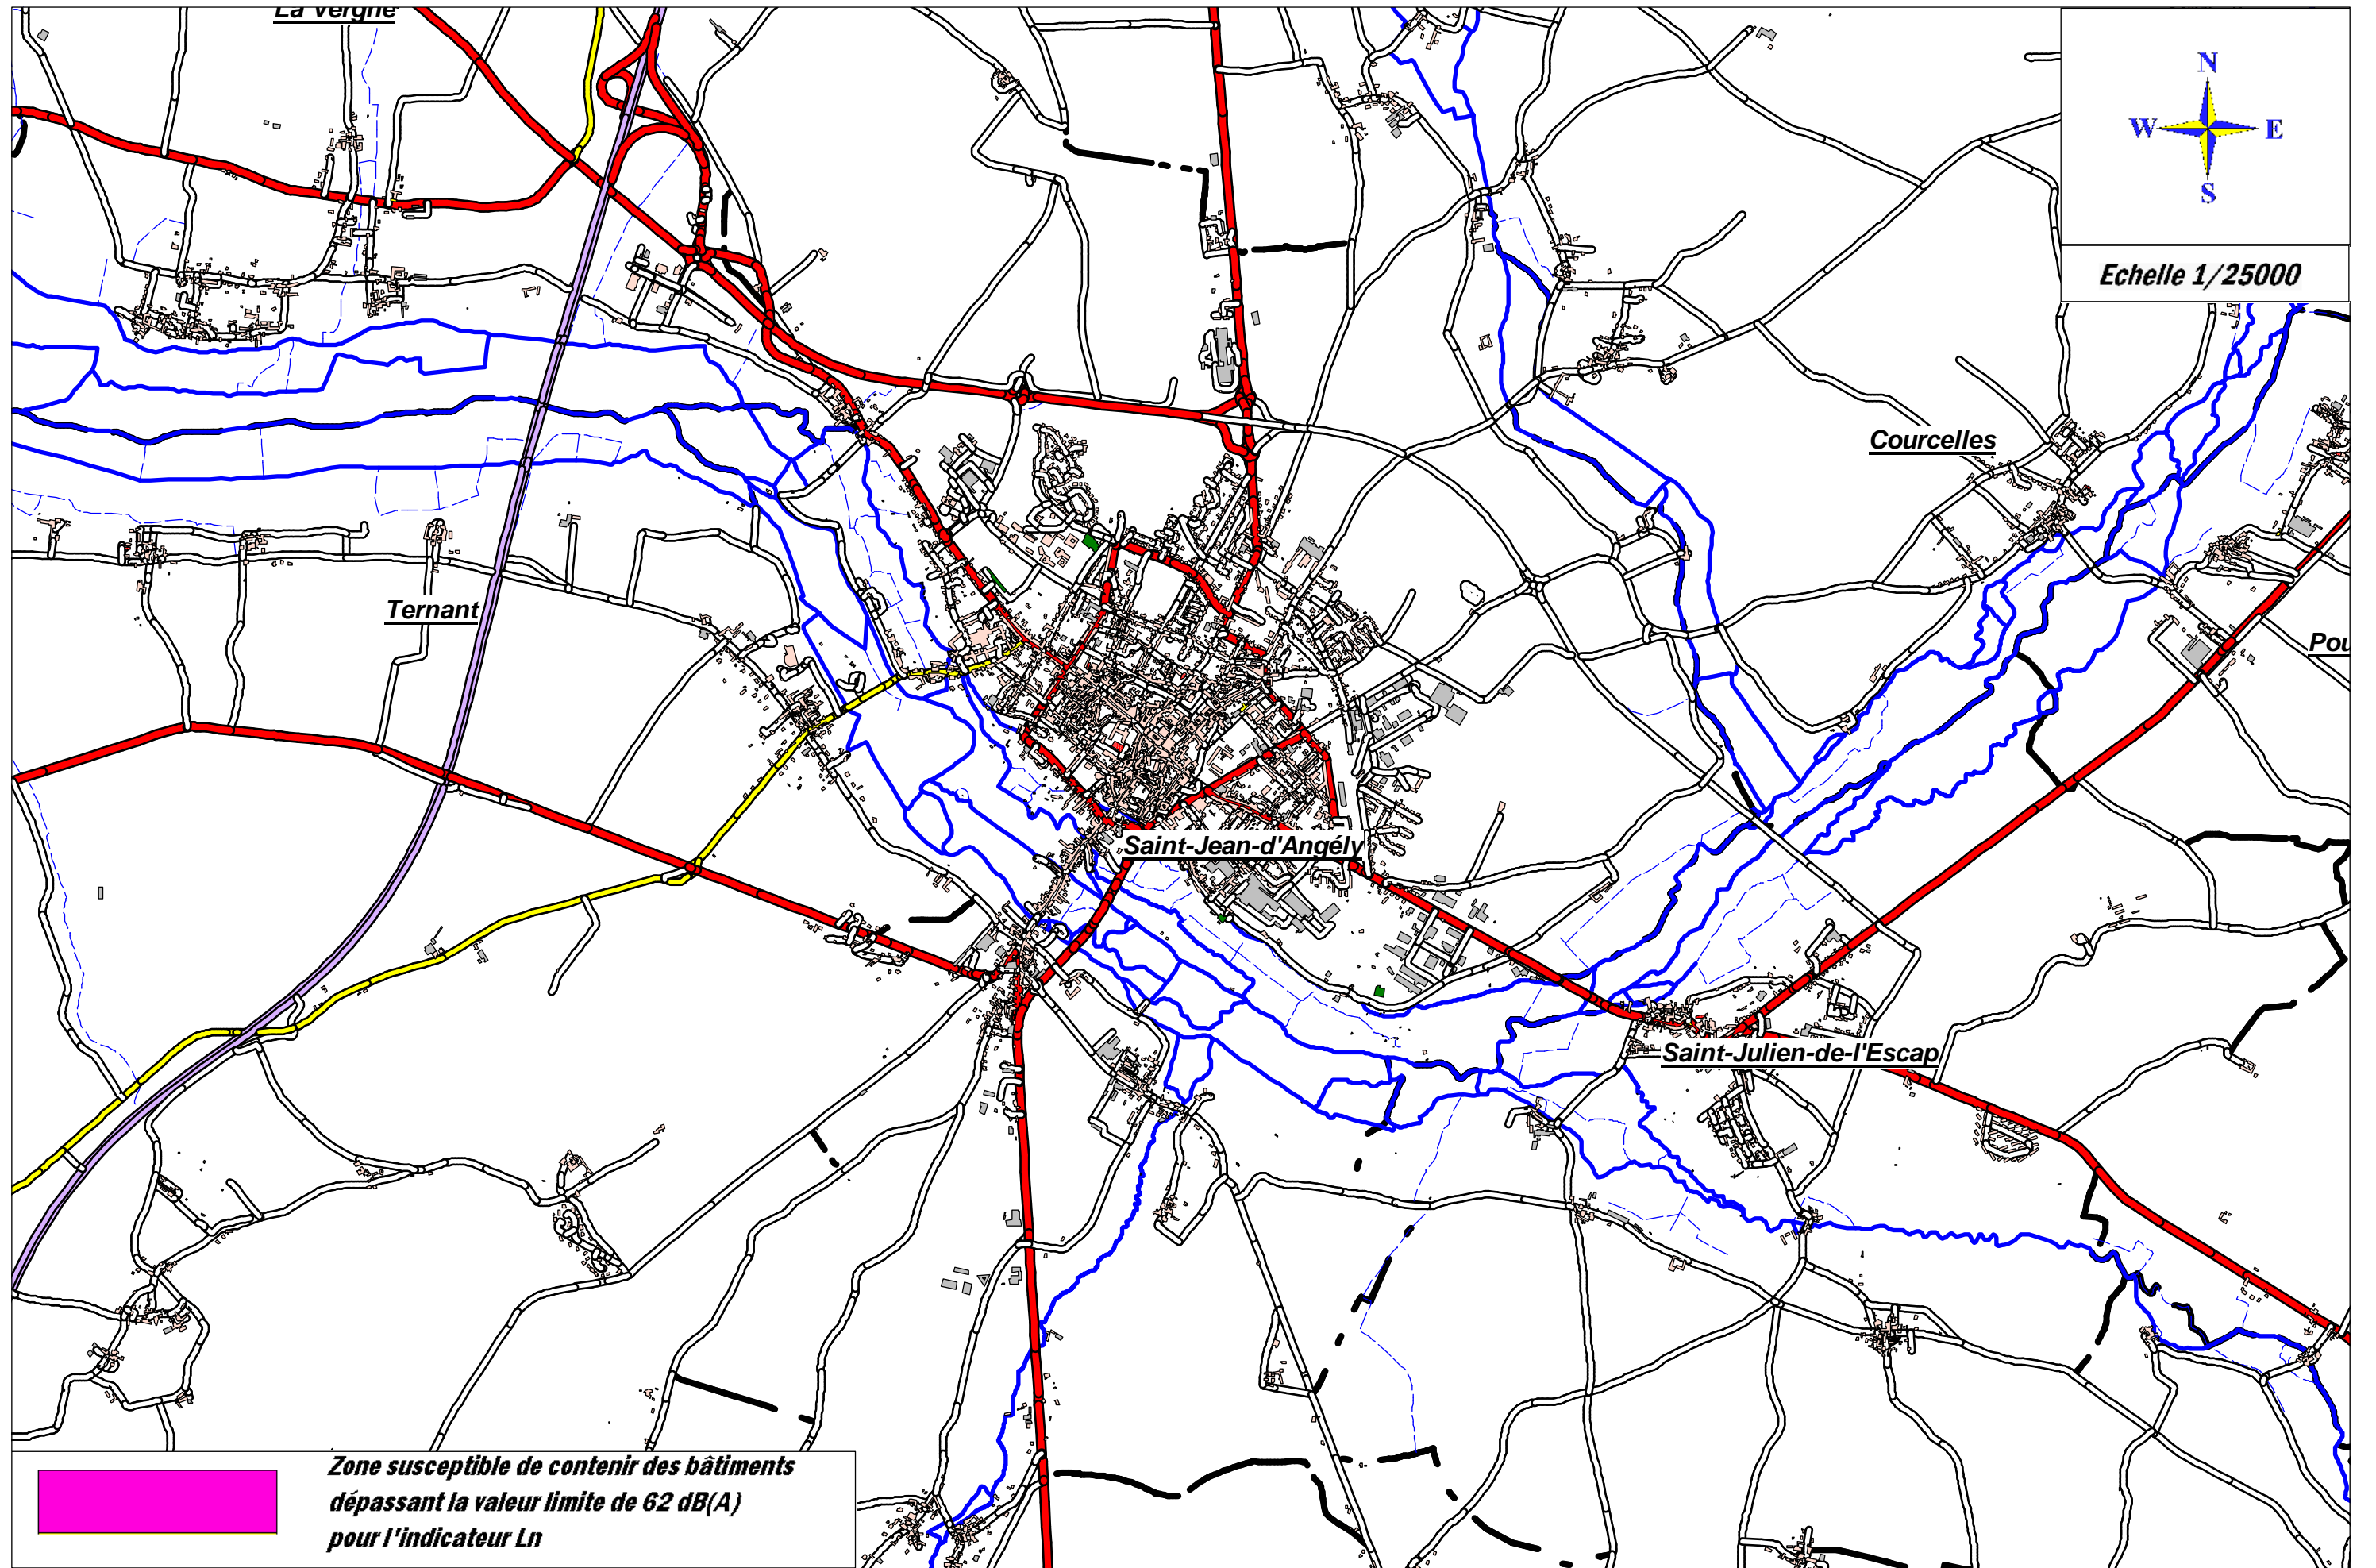 La Vergne
N
W E
S
Echelle 1/25000
Courcelles
Ternant
Pou
Saint-Jean-d'Angély
Saint-Julien-de-l'Escap
Zone susceptible de contenir des bâtiments
dépassant la valeur limite de 62 dB(A)
pour l'indicateur Ln